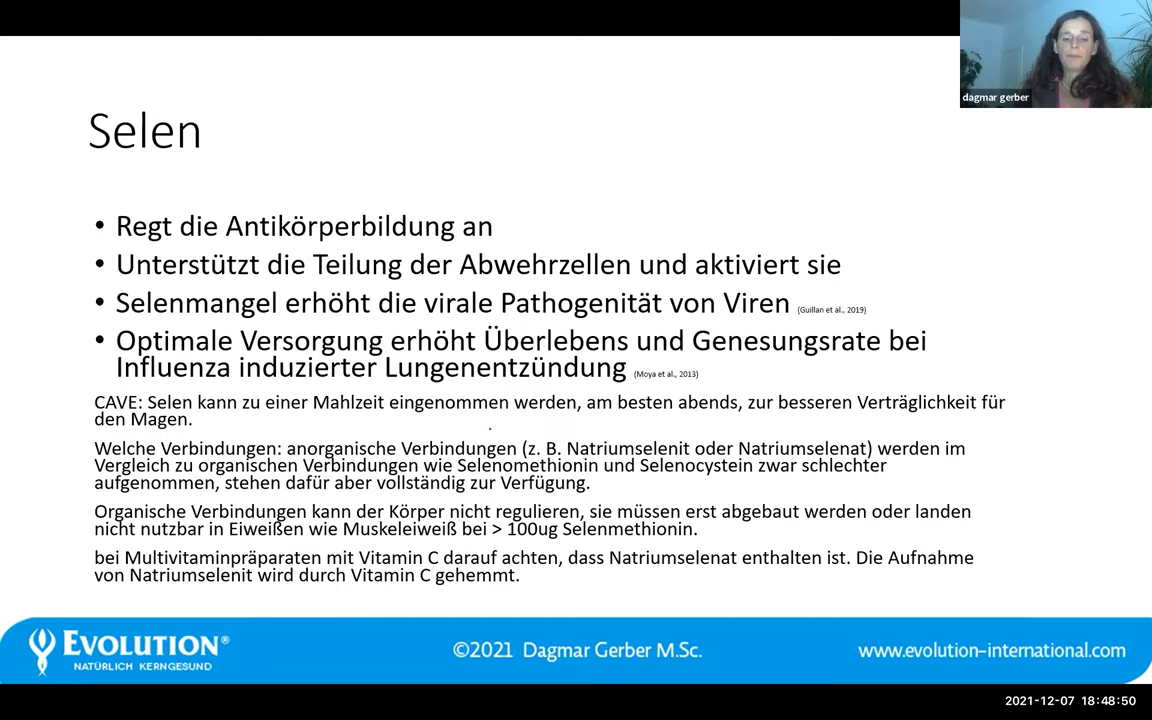 dagmar gerber
Selen
• Regt die Antikörperbildung an
• Unterstützt die Teilung der Abwehrzellen und aktiviert sie
• Selenmangel erhöht die virale Pathogenität von Viren (Guillan et al., 2019)
• Optimale Versorgung erhöht Überlebens und Genesungsrate bei
Influenza induzierter Lungenentzündung (Moya et al., 2013)
CAVE: Selen kann zu einer Mahlzeit eingenommen werden, am besten abends, zur besseren Verträglichkeit für
den Magen.
Welche Verbindungen: anorganische Verbindungen (z. B. Natriumselenit oder Natriumselenat) werden im
Vergleich zu organischen Verbindungen wie Selenomethionin und Selenocystein zwar schlechter
aufgenommen, stehen dafür aber vollständig zur Verfügung.
Organische Verbindungen kann der Körper nicht regulieren, sie müssen erst abgebaut werden oder landen
nicht nutzbar in Eiweißen wie Muskeleiweiß bei > 100ug Selenmethionin.
bei Multivitaminpräparaten mit Vitamin C darauf achten, dass Natriumselenat enthalten ist. Die Aufnahme
von Natriumselenit wird durch Vitamin C gehemmt.
EVOLUTION®
NATÜRLICH KERNGESUND
©2021 Dagmar Gerber M.Sc.
www.evolution-international.com
2021-12-07 18:48:50